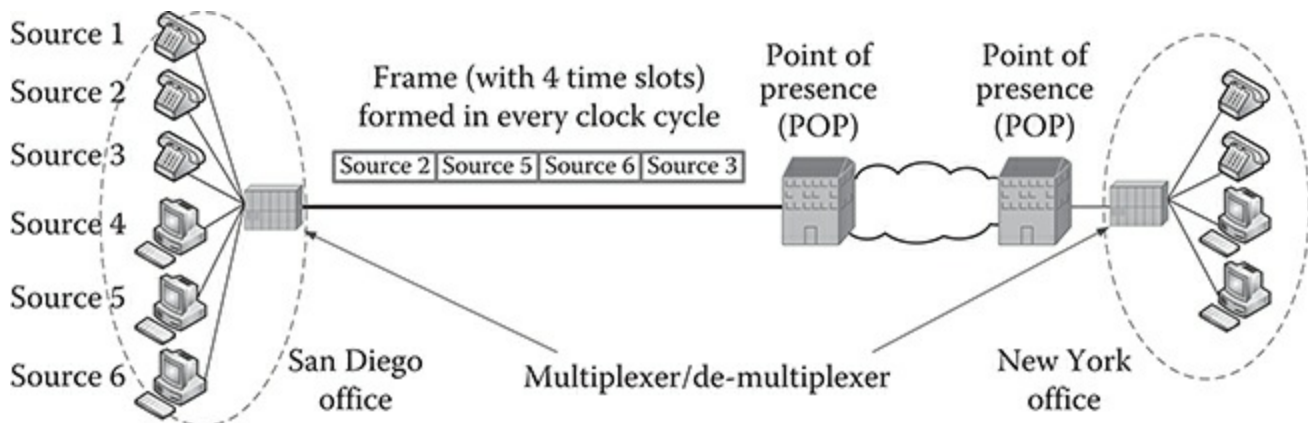 Source 1
Source 2
Source 3
Source 4
Source 5
Source 6
Frame (with 4 time slots)
formed in every clock cycle
Source 2 Source 5 Source 6 Source 3
Point of
presence
(POP)
Point of
presence
(POP)
San Diego
office
Multiplexer/de-multiplexer
New York
office